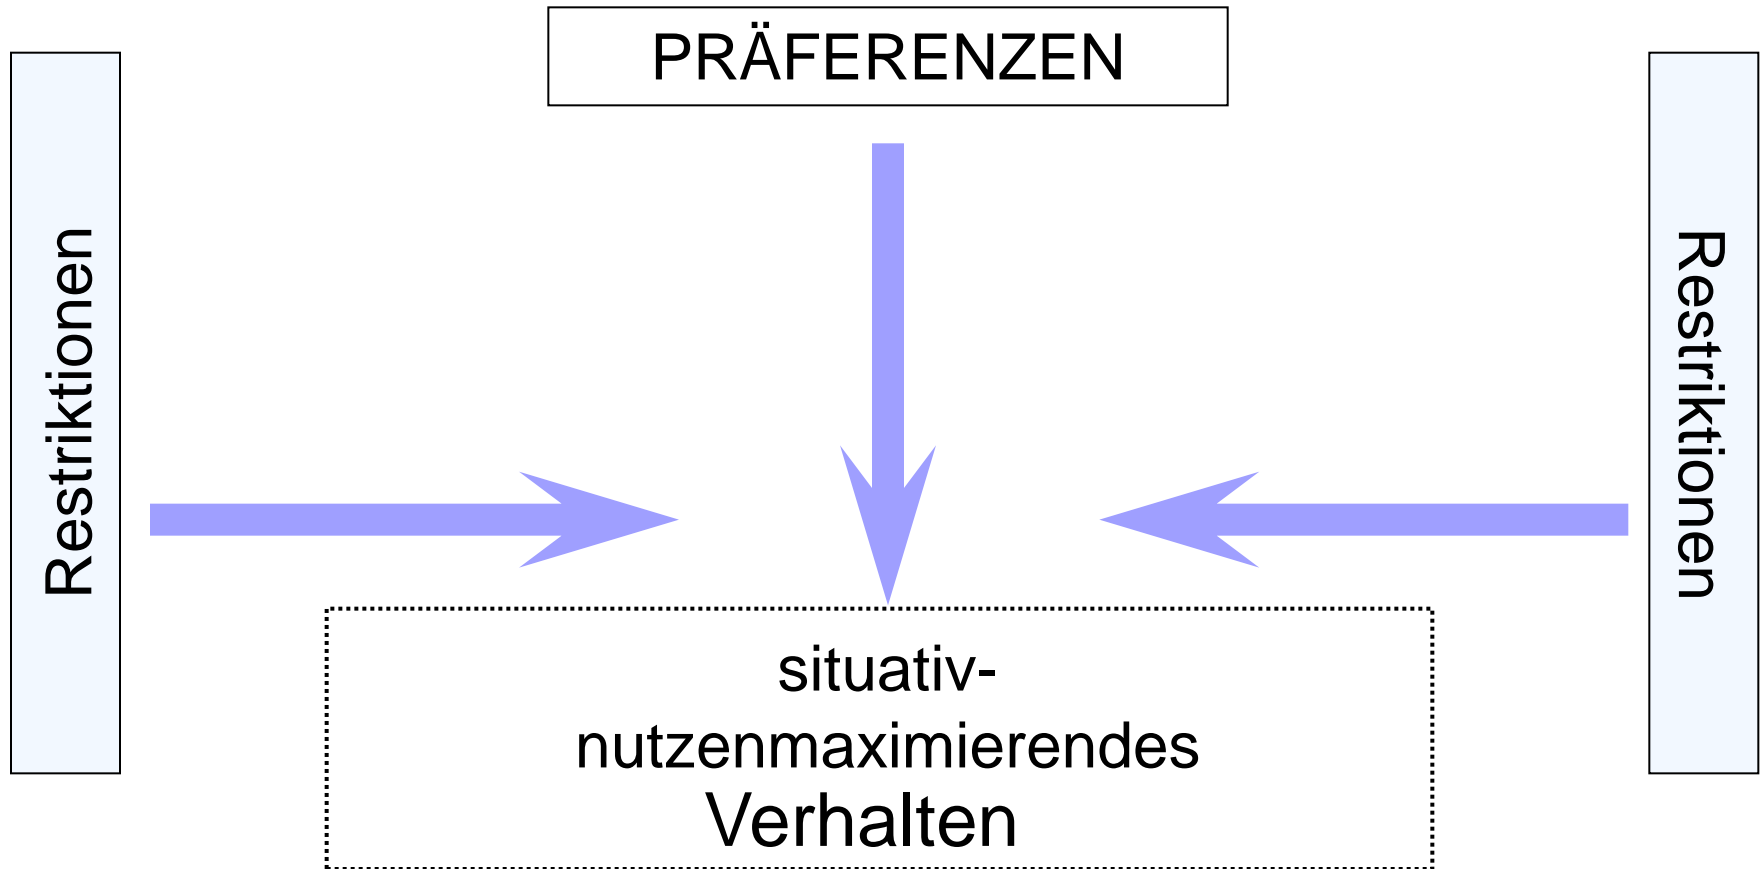 PRÄFERENZEN
Restriktionen
Restriktionen
situativ-
nutzenmaximierendes
Verhalten